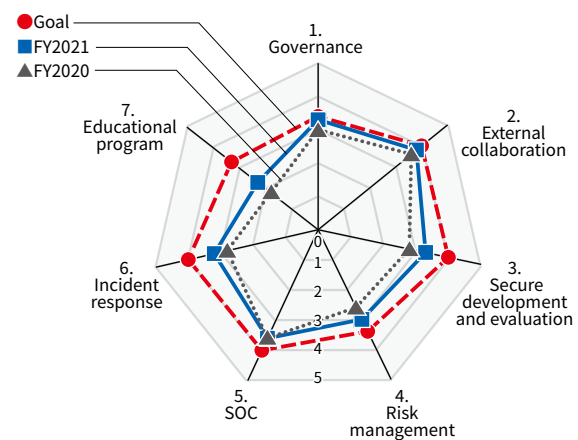 Goal
FY2021
FY2020
1.
Governance
2.
External
collaboration
3.
Secure
development
and evaluation
4.
Risk
management
5.
SOC
6.
Incident
response
7.
Educational
program
0
1
2
3
4
5